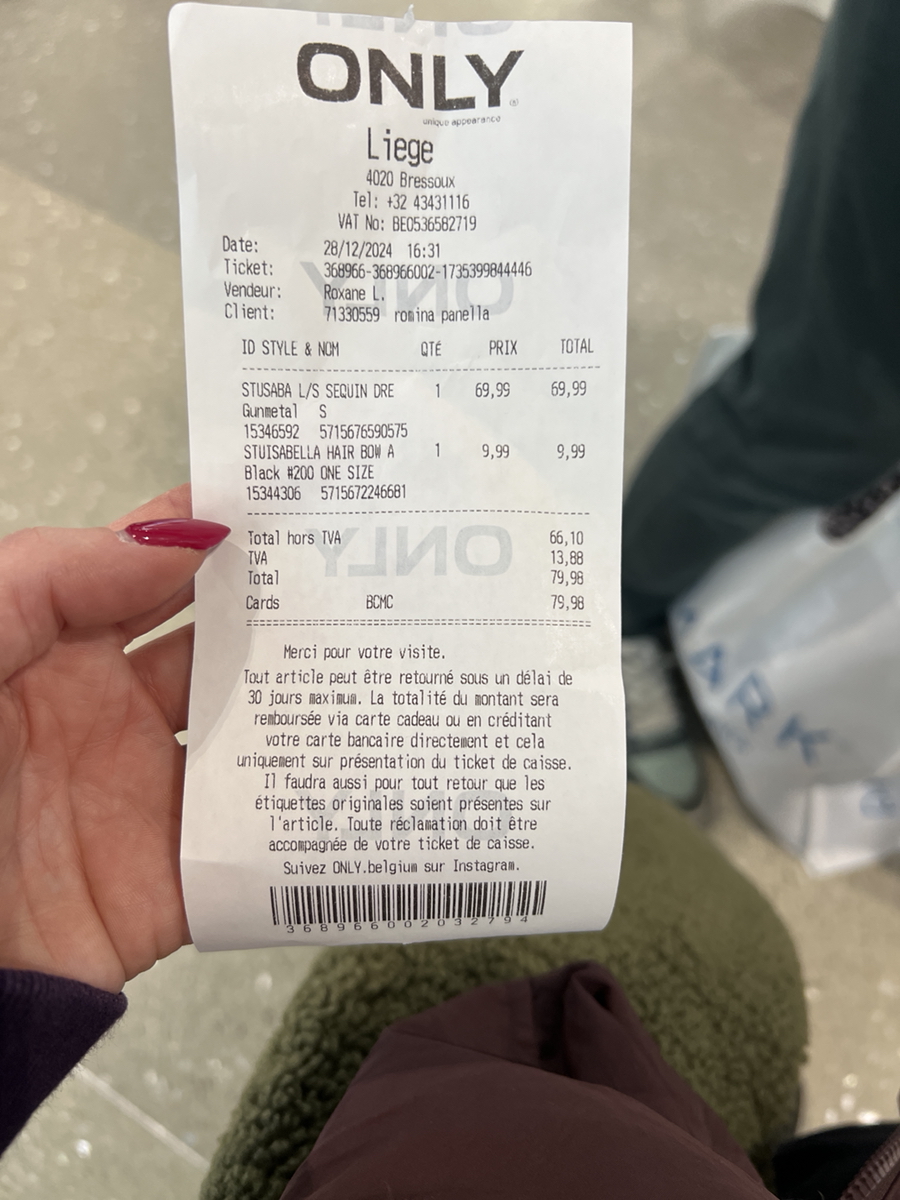 ONLY
unique appearance
Liege
4020 Bressoux
Tel: +32 43431116
VAT No: BE0536582719
Date: 28/12/2024 16:31
Ticket: 368966-368966002-1735399844446
Vendeur: Roxane L.
Client: 71330559 romina panella
ID STYLE & NOM QTÉ PRIX TOTAL
STUSABA L/S SEQUIN DRE 1 69,99 69,99
Gunmetal S
15346592 5715676590575
STUISABELLA HAIR BOW A 1 9,99 9,99
Black #200 ONE SIZE
15344306 5715672246681
Total hors TVA 66,10
TVA 13,88
Total 79,98
Cards BCMC 79,98
Merci pour votre visite.
Tout article peut être retourné sous un délai de
30 jours maximum. La totalité du montant sera
remboursée via carte cadeau ou en créditant
votre carte bancaire directement et cela
uniquement sur présentation du ticket de caisse.
Il faudra aussi pour tout retour que les
étiquettes originales soient présentes sur
l'article. Toute réclamation doit être
accompagnée de votre ticket de caisse.
Suivez ONLY.belgium sur Instagram.
368966002032794
ARK